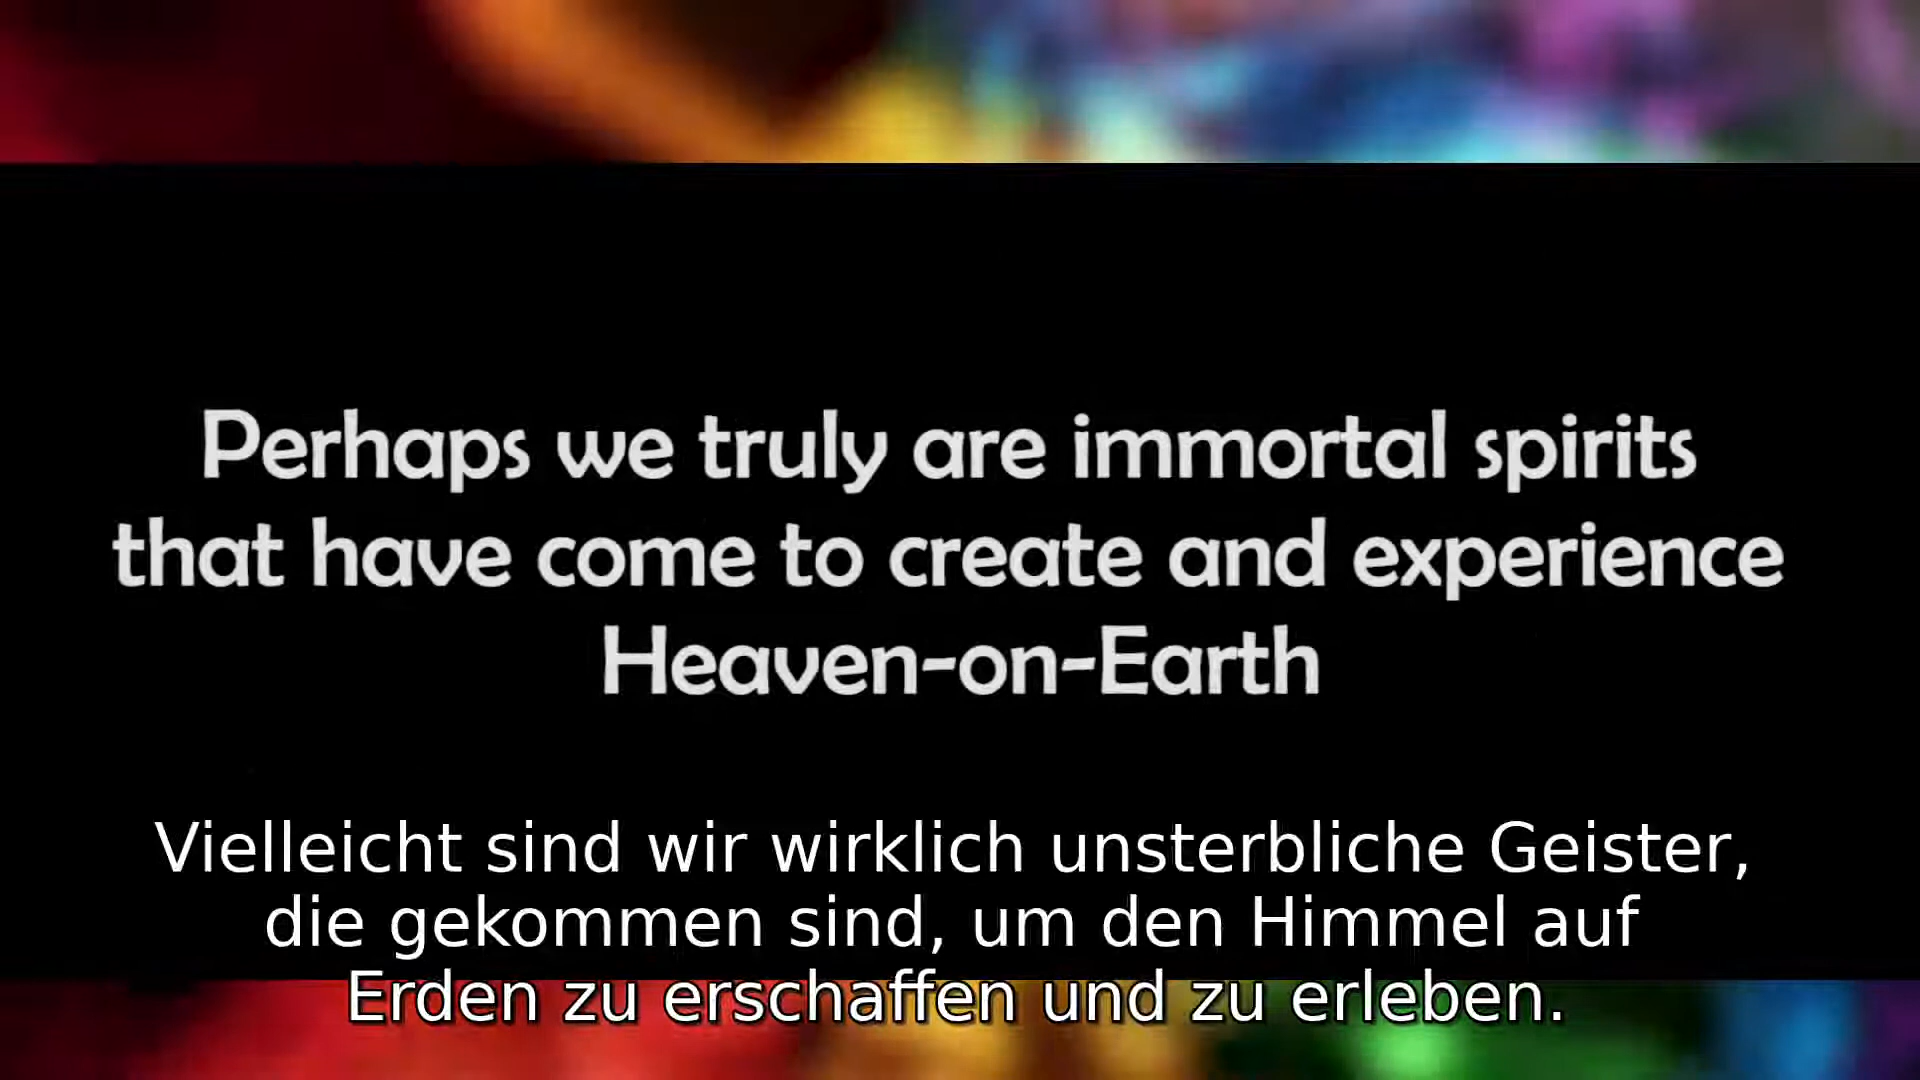 Perhaps we truly are immortal spirits
that have come to create and experience
Heaven-on-Earth
Vielleicht sind wir wirklich unsterbliche Geister,
die gekommen sind, um den Himmel auf
Erden zu erschaffen und zu erleben.